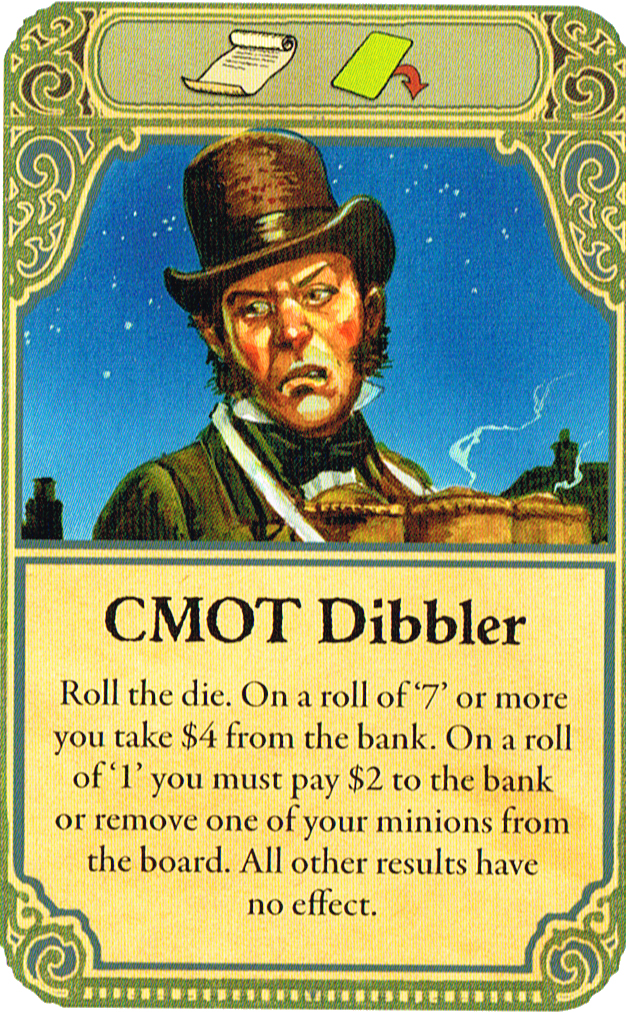 CMOT Dibbler
Roll the die. On a roll of ‘7’ or more
you take $4 from the bank. On a roll
of ‘1’ you must pay $2 to the bank
or remove one of your minions from
the board. All other results have
no effect.